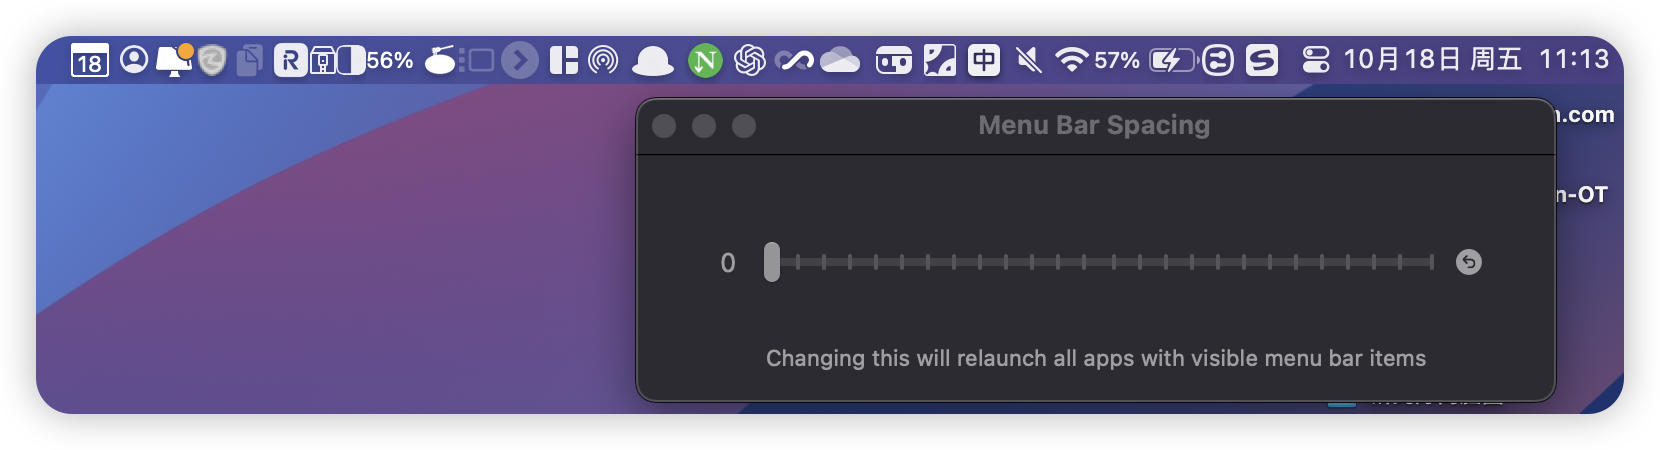 18 R 56% N 中 57% S 10月18日 周五 11:13
Menu Bar Spacing
.com
n-OT
0
Changing this will relaunch all apps with visible menu bar items